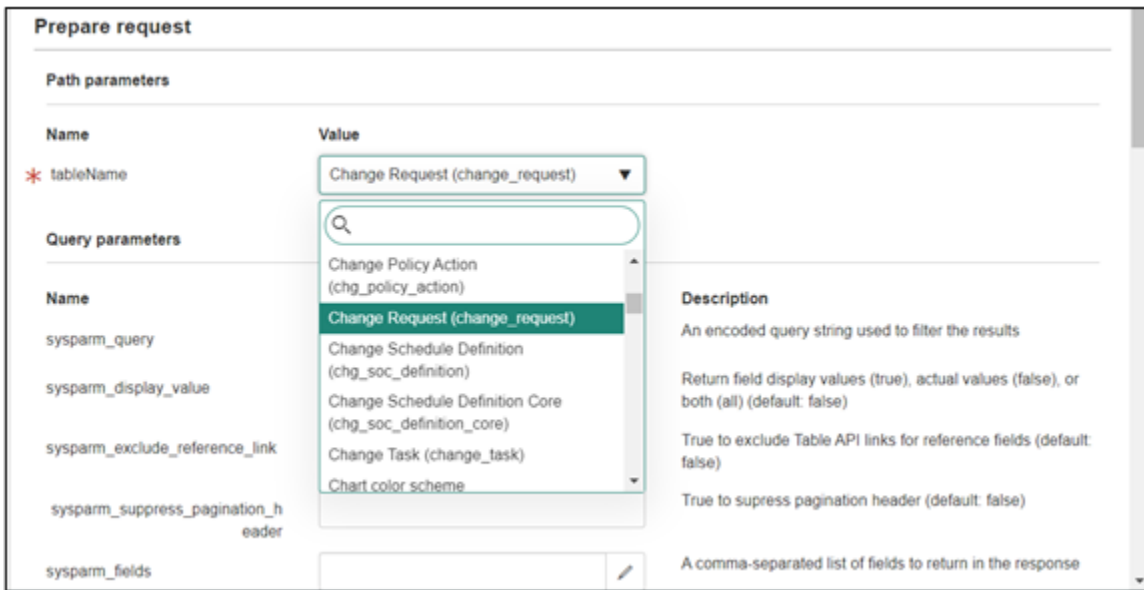 Prepare request
Path parameters
Name Value
* tableName Change Request (change_request) ▼
Query parameters
Change Policy Action
(chg_policy_action)
Name Change Request (change_request) Description
sysparm_query An encoded query string used to filter the results
Change Schedule Definition
(chg_soc_definition)
sysparm_display_value Return field display values (true), actual values (false), or
both (all) (default: false)
Change Schedule Definition Core
(chg_soc_definition_core)
sysparm_exclude_reference_link True to exclude Table API links for reference fields (default:
false)
Change Task (change_task)
Chart color scheme
sysparm_suppress_pagination_h
eader
True to supress pagination header (default: false)
sysparm_fields A comma-separated list of fields to return in the response